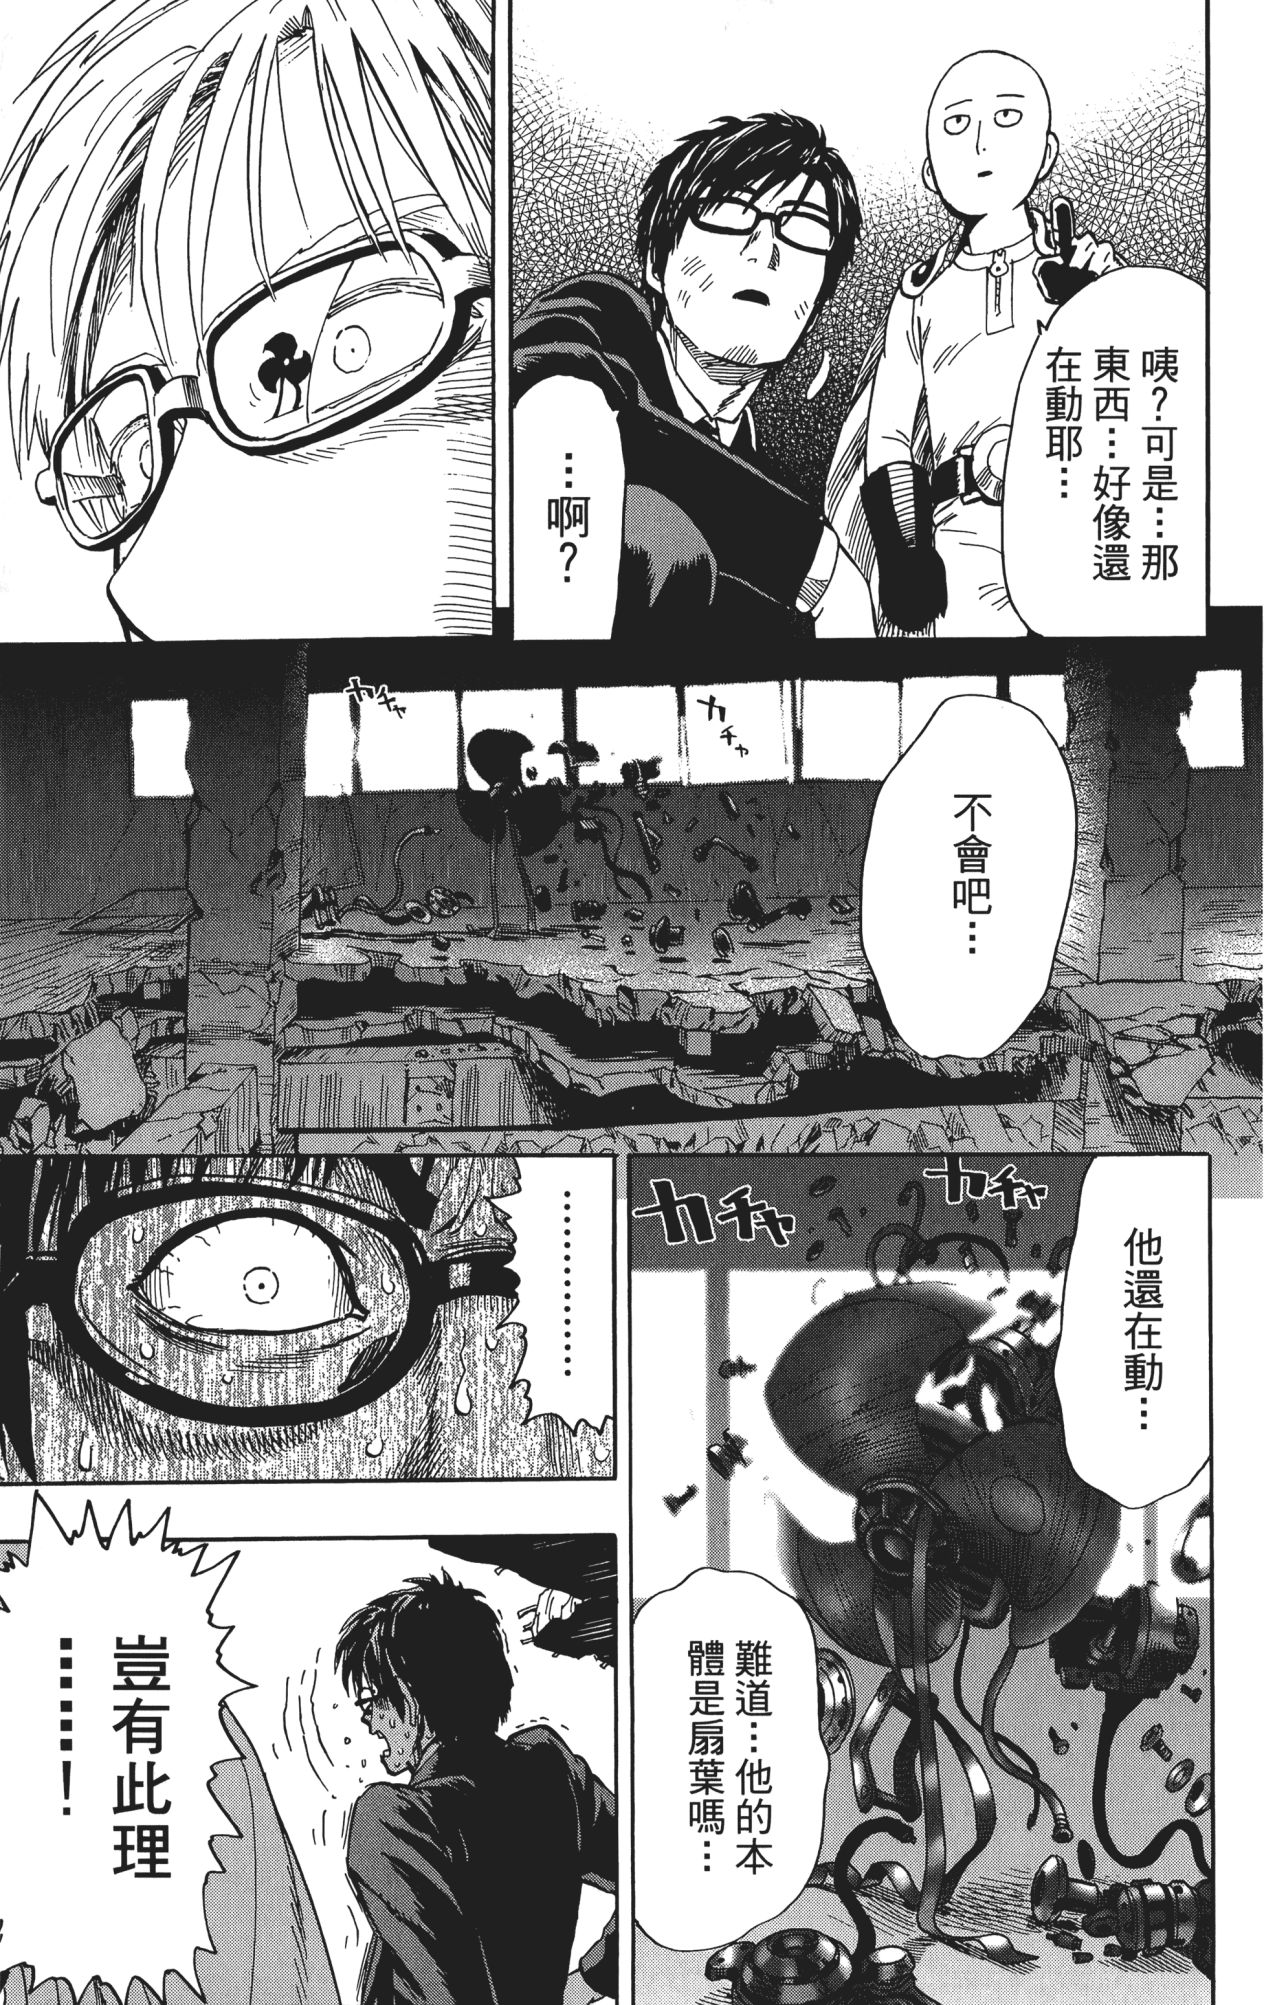 咦？可是…那
東西…好像還
在動耶…
…啊？
カチャ
カチャ
不會吧…
カチャ
カチャ
他還在動…
難道…他的本
體是扇葉嗎…
…………
豈有此理
……！